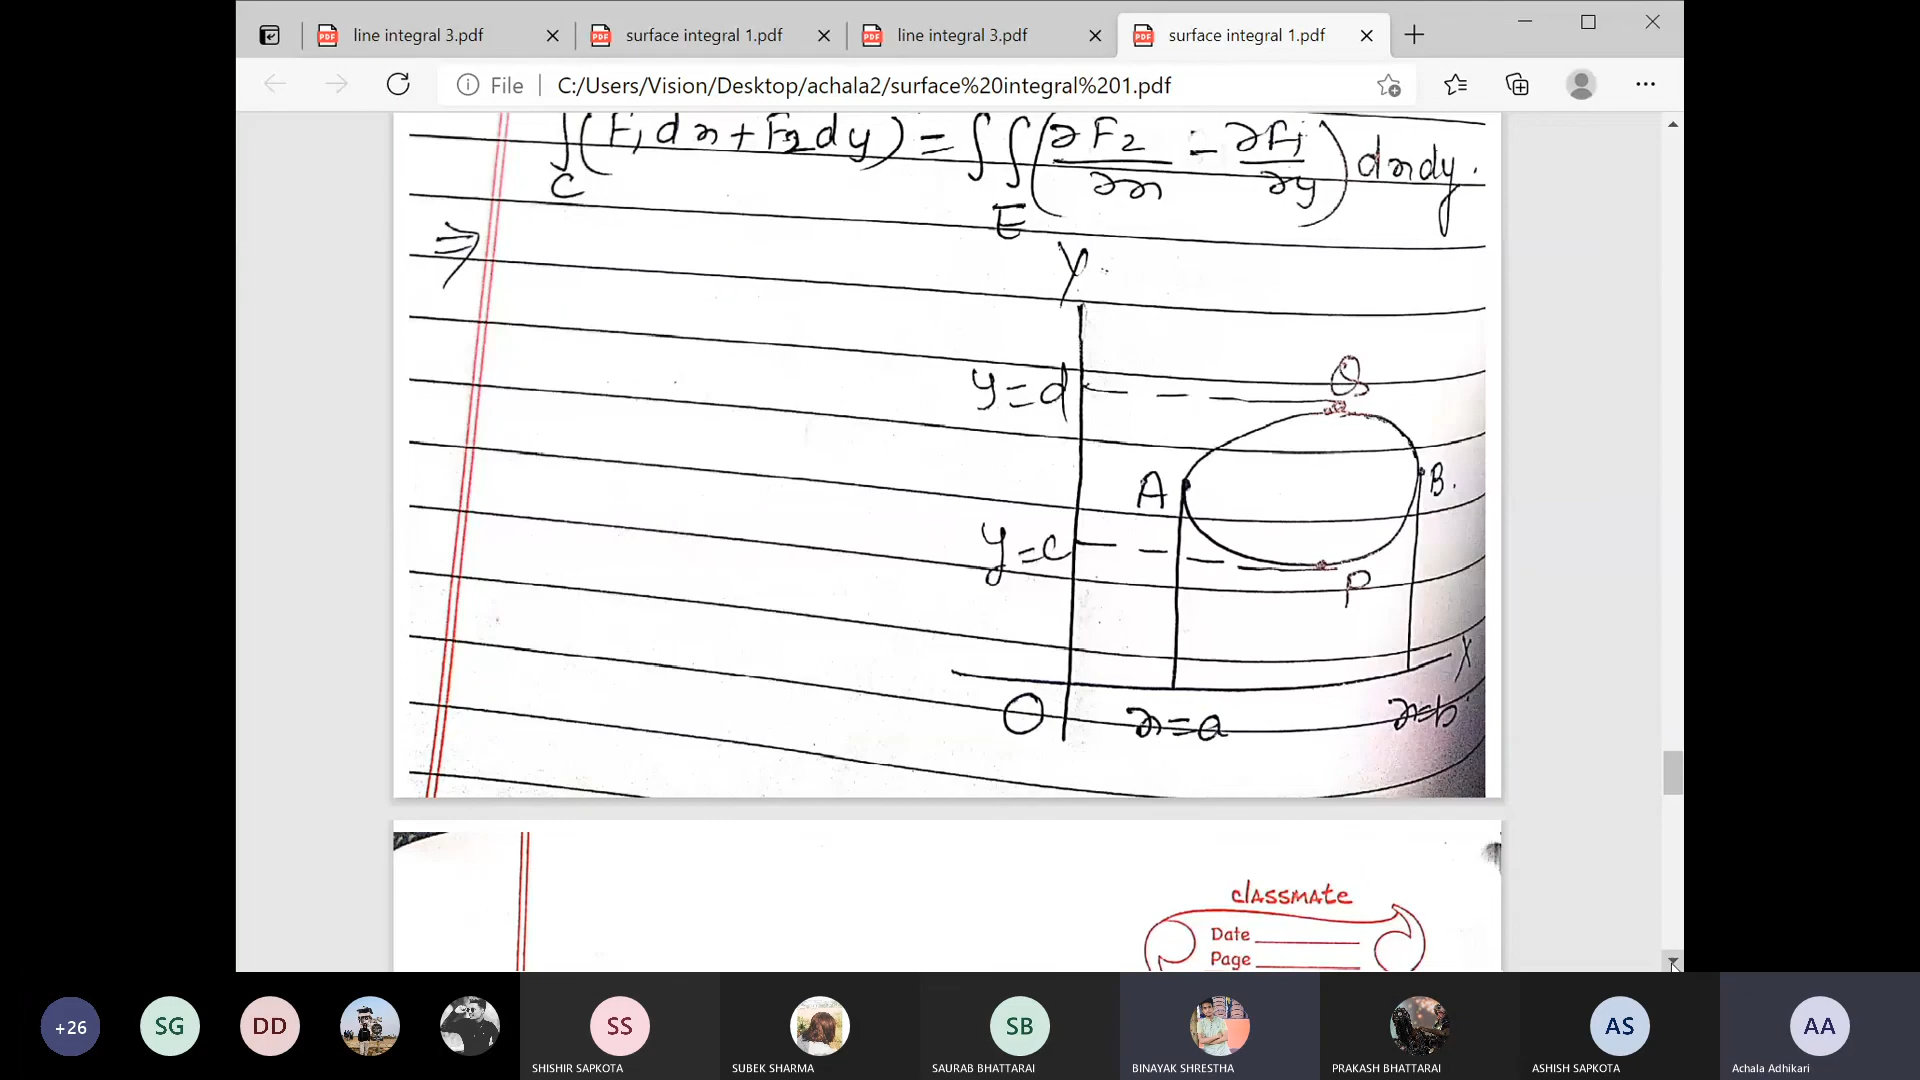 line integral 3.pdf
surface integral 1.pdf
line integral 3.pdf
surface integral 1.pdf
File
C:/Users/Vision/Desktop/achala2/surface%20integral%201.pdf
∫_C (F₁dx + F₂dy) = ∫∫_E (∂F₂/∂x - ∂F₁/∂y) dxdy.
⇒
Y
y=d
Q
A
B.
y=c
P
X
O
x=a
x=b
classmate
Date
Page
+26
SG
DD
SS
SB
AS
AA
SHISHIR SAPKOTA
SUBEK SHARMA
SAURAB BHATTARAI
BINAYAK SHRESTHA
PRAKASH BHATTARAI
ASHISH SAPKOTA
Achala Adhikari